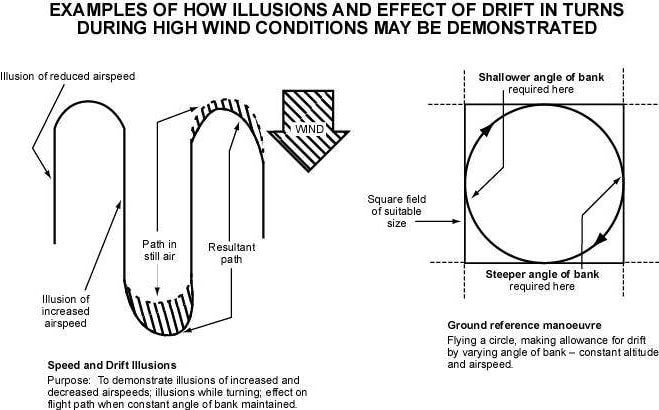 EXAMPLES OF HOW ILLUSIONS AND EFFECT OF DRIFT IN TURNS
DURING HIGH WIND CONDITIONS MAY BE DEMONSTRATED
Illusion of reduced airspeed
WIND
Path in
still air
Resultant
path
Illusion of
increased
airspeed
Speed and Drift Illusions
Purpose: To demonstrate illusions of increased and
decreased airspeeds; illusions while turning; effect on
flight path when constant angle of bank maintained.
Shallower angle of bank
required here
Square field
of suitable
size
Steeper angle of bank
required here
Ground reference manoeuvre
Flying a circle, making allowance for drift
by varying angle of bank – constant altitude
and airspeed.